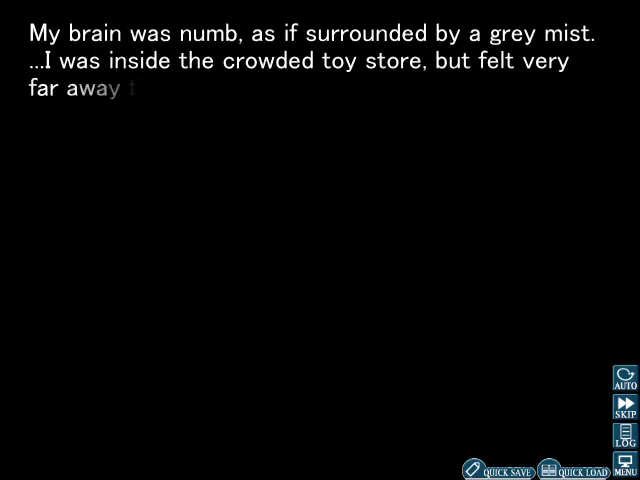 My brain was numb, as if surrounded by a grey mist.
...I was inside the crowded toy store, but felt very
far away t
AUTO
SKIP
LOG
MENU
QUICK SAVE
QUICK LOAD